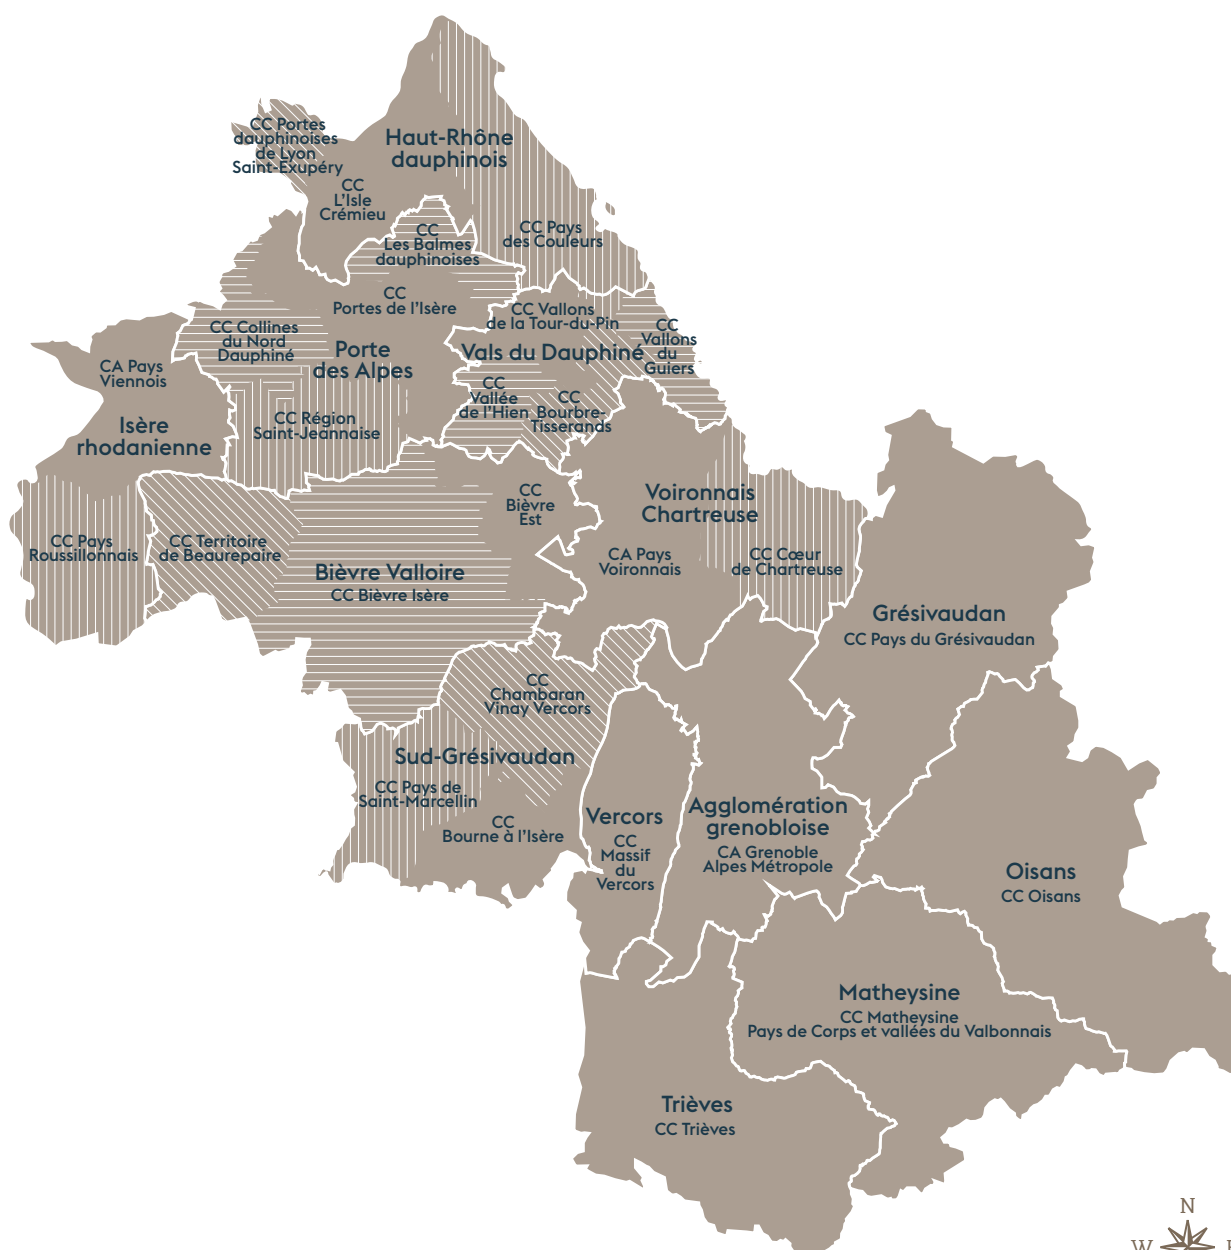 CC Portes
dauphinoises
de Lyon
Saint-Exupéry
Haut-Rhône
dauphinois
CC
L'Isle
Crémieu
CC
Les Balmes
dauphinoises
CC Pays
des Couleurs
CC
Portes de l'Isère
CC Vallons
de la Tour-du-Pin
CC
Vallons
du
Guiers
CC Collines
du Nord
Dauphiné
Porte
des Alpes
Vals du Dauphiné
CA Pays
Viennois
CC
Vallée
de l'Hien
CC
Bourbre-
Tisserands
Isère
rhodanienne
CC Région
Saint-Jeannaise
CC
Bièvre
Est
Voironnais
Chartreuse
CC Pays
Roussillonnais
CC Territoire
de Beaurepaire
Bièvre Valloire
CC Bièvre Isère
CA Pays
Voironnais
CC Cœur
de Chartreuse
Grésivaudan
CC Pays du Grésivaudan
CC
Chambaran
Vinay Vercors
Sud-Grésivaudan
CC Pays de
Saint-Marcellin
CC
Bourne à l'Isère
Vercors
CC
Massif
du
Vercors
Agglomération
grenobloise
CA Grenoble
Alpes Métropole
Oisans
CC Oisans
Matheysine
CC Matheysine
Pays de Corps et vallées du Valbonnais
Trièves
CC Trièves
N
W